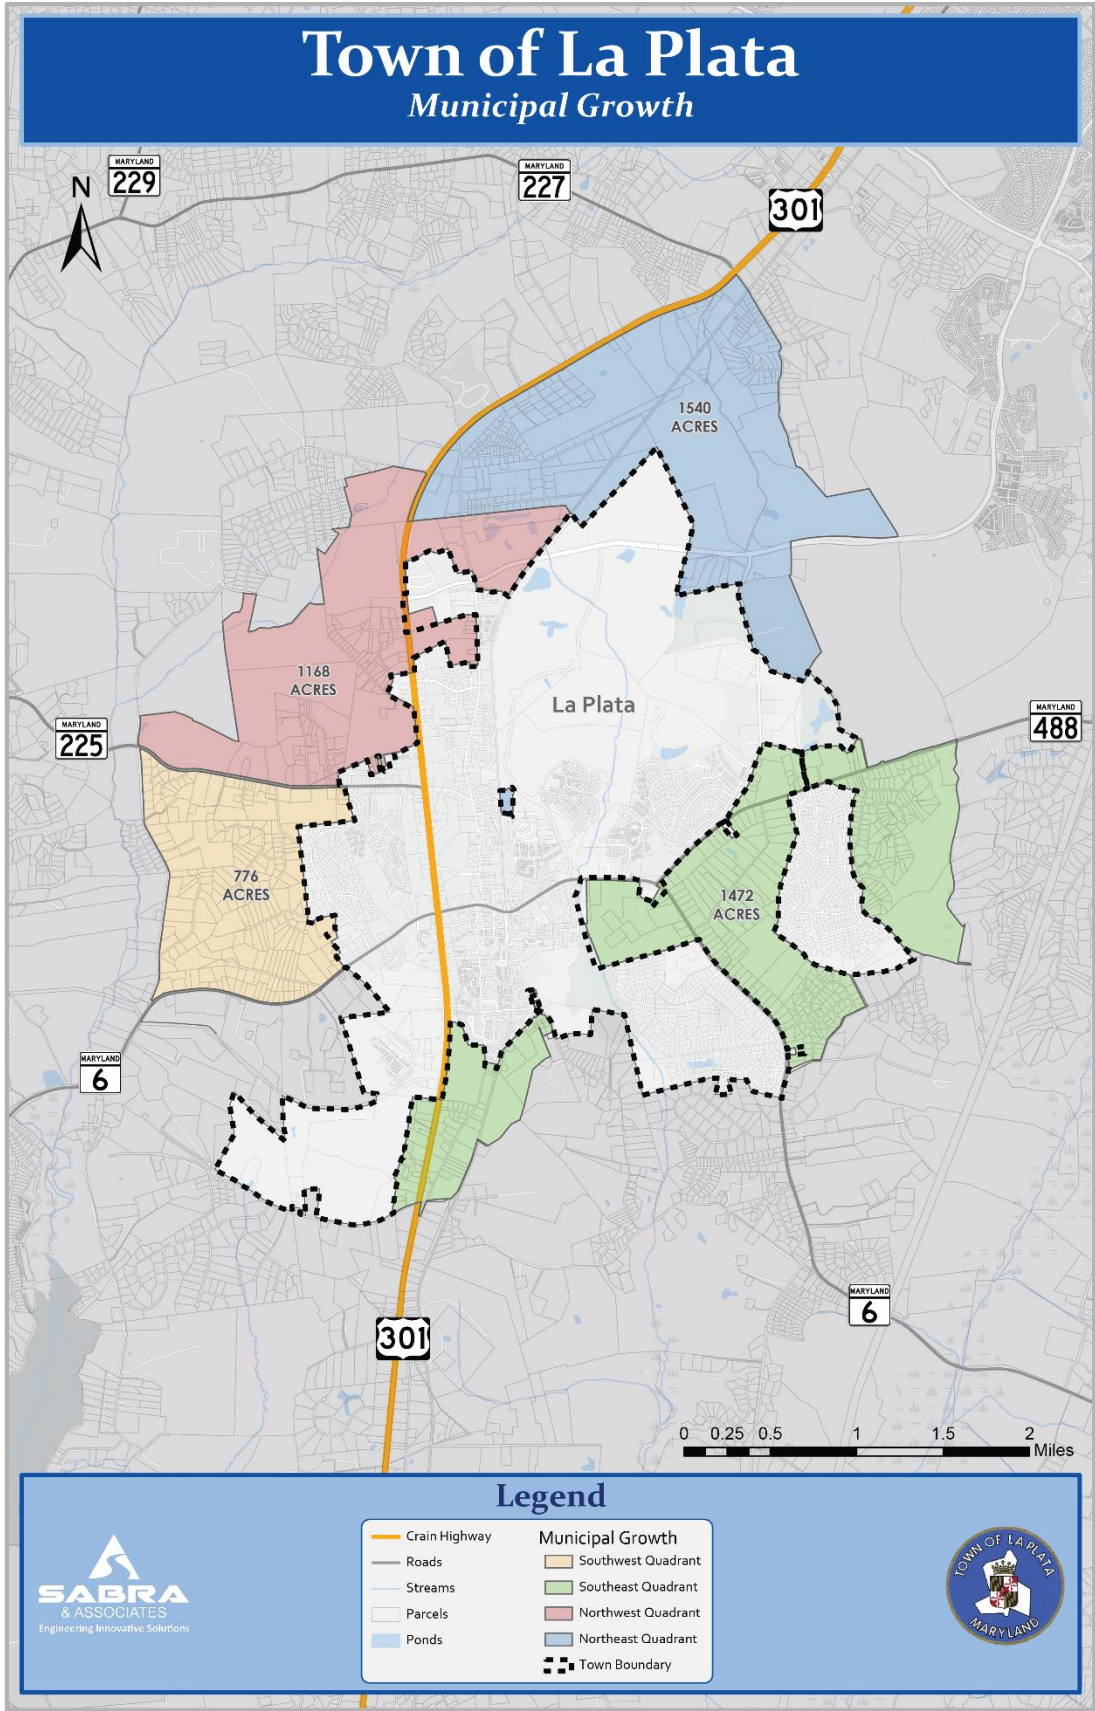 Town of La Plata
Municipal Growth
MARYLAND
229
MARYLAND
227
N
301
1540
ACRES
1168
ACRES
La Plata
MARYLAND
225
MARYLAND
488
776
ACRES
1472
ACRES
MARYLAND
6
MARYLAND
6
301
0 0.25 0.5 1 1.5 2
Miles
Legend
Crain Highway
Roads
Streams
Parcels
Ponds
Municipal Growth
Southwest Quadrant
Southeast Quadrant
Northwest Quadrant
Northeast Quadrant
Town Boundary
SABRA
& ASSOCIATES
Engineering Innovative Solutions
TOWN OF LA PLATA
MARYLAND